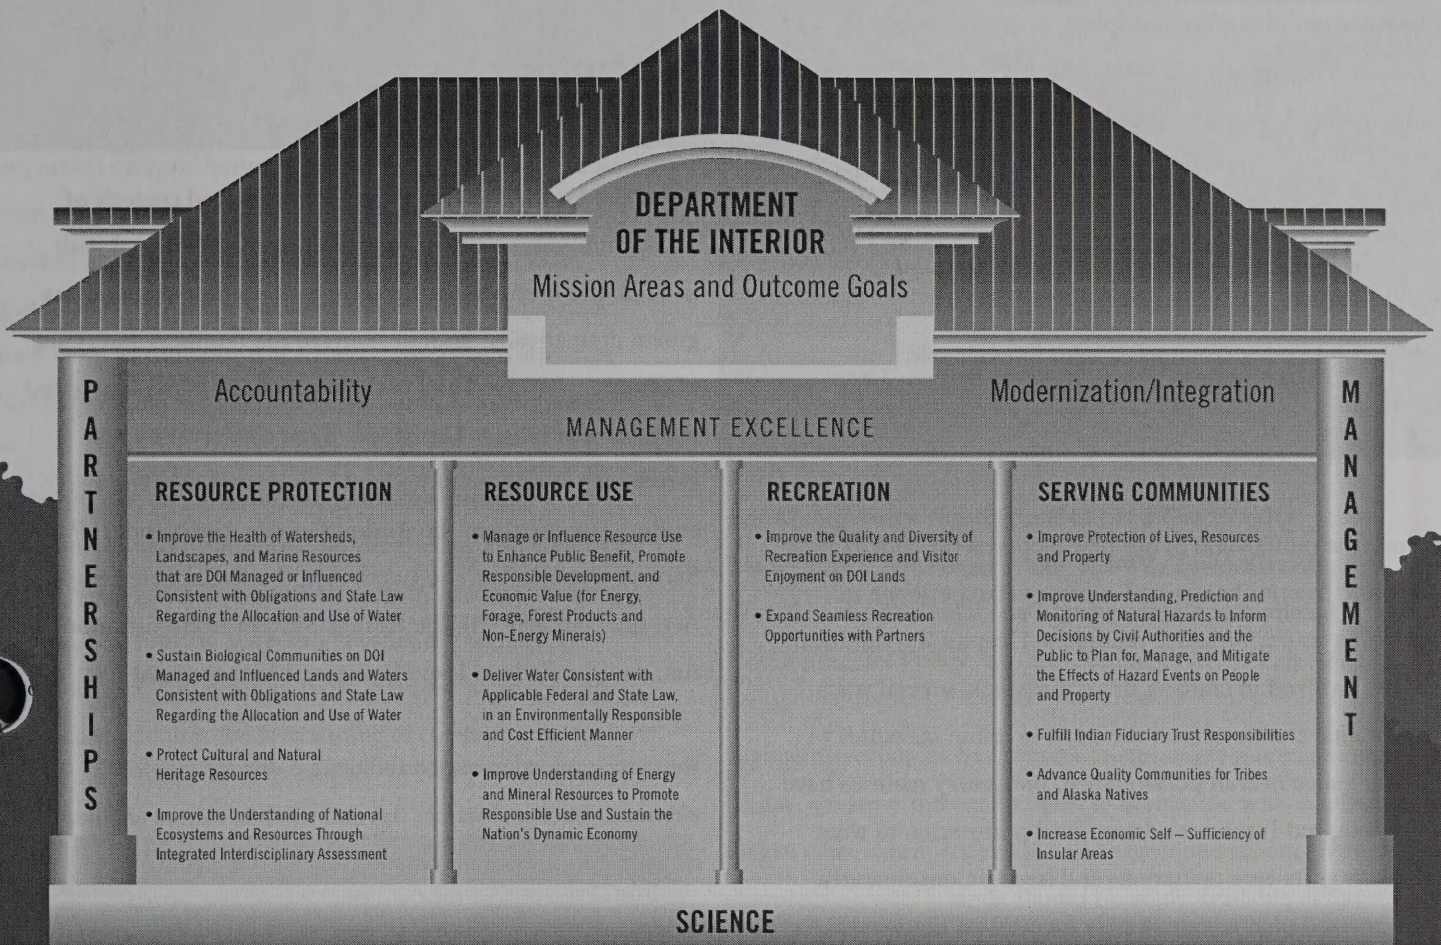 DEPARTMENT
OF THE INTERIOR
Mission Areas and Outcome Goals
Accountability
Modernization/Integration
MANAGEMENT EXCELLENCE
PARTNERSHIPS
RESOURCE PROTECTION
• Improve the Health of Watersheds,
Landscapes, and Marine Resources
that are DOI Managed or Influenced
Consistent with Obligations and State Law
Regarding the Allocation and Use of Water
• Sustain Biological Communities on DOI
Managed and Influenced Lands and Waters
Consistent with Obligations and State Law
Regarding the Allocation and Use of Water
• Protect Cultural and Natural
Heritage Resources
• Improve the Understanding of National
Ecosystems and Resources Through
Integrated Interdisciplinary Assessment
RESOURCE USE
• Manage or Influence Resource Use
to Enhance Public Benefit, Promote
Responsible Development, and
Economic Value (for Energy,
Forage, Forest Products and
Non-Energy Minerals)
• Deliver Water Consistent with
Applicable Federal and State Law,
in an Environmentally Responsible
and Cost Efficient Manner
• Improve Understanding of Energy
and Mineral Resources to Promote
Responsible Use and Sustain the
Nation's Dynamic Economy
RECREATION
• Improve the Quality and Diversity of
Recreation Experience and Visitor
Enjoyment on DOI Lands
• Expand Seamless Recreation
Opportunities with Partners
SERVING COMMUNITIES
• Improve Protection of Lives, Resources
and Property
• Improve Understanding, Prediction and
Monitoring of Natural Hazards to Inform
Decisions by Civil Authorities and the
Public to Plan for, Manage, and Mitigate
the Effects of Hazard Events on People
and Property
• Fulfill Indian Fiduciary Trust Responsibilities
• Advance Quality Communities for Tribes
and Alaska Natives
• Increase Economic Self – Sufficiency of
Insular Areas
MANAGEMENT
SCIENCE